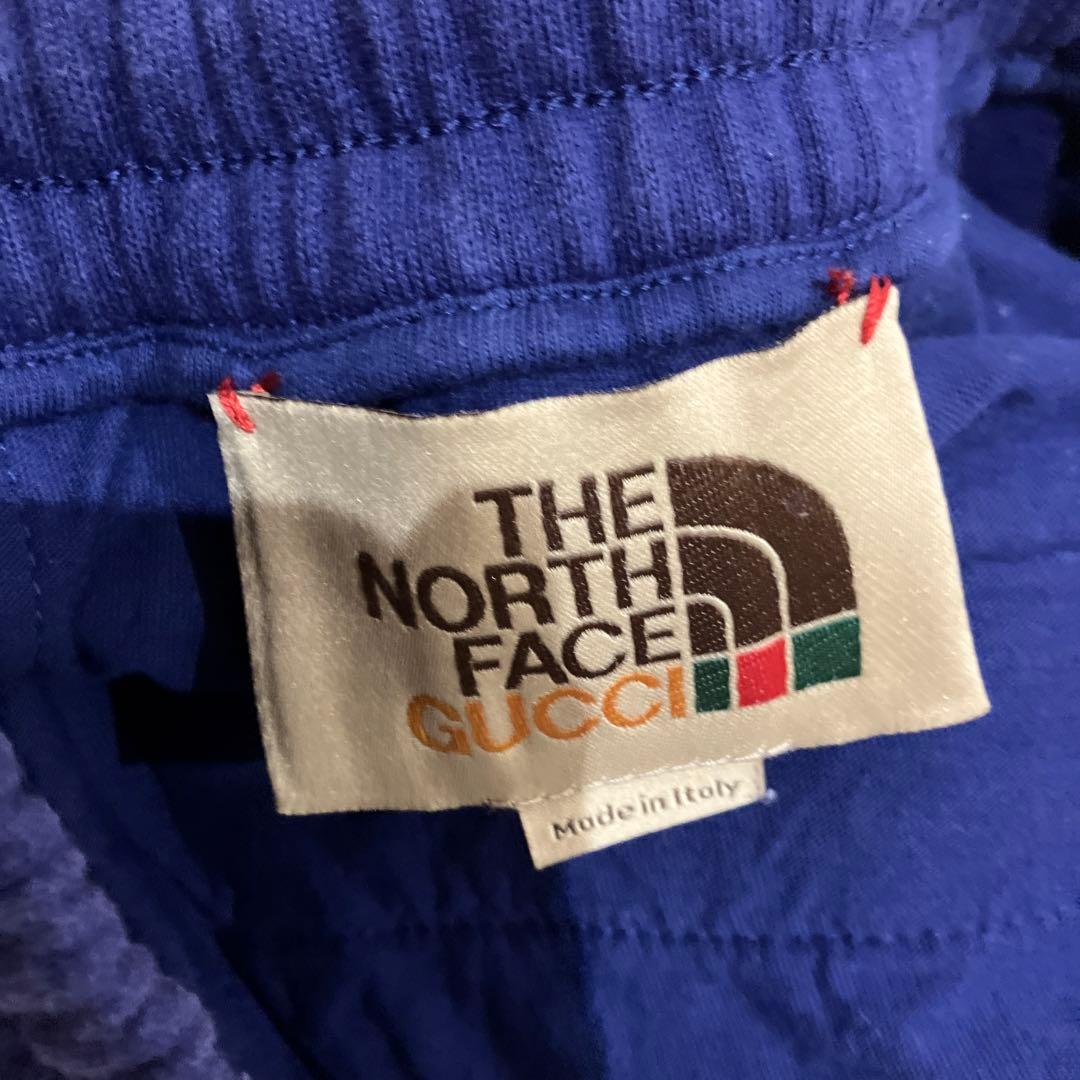 THE
NORTH
FACE
GUCCI
Made in Italy